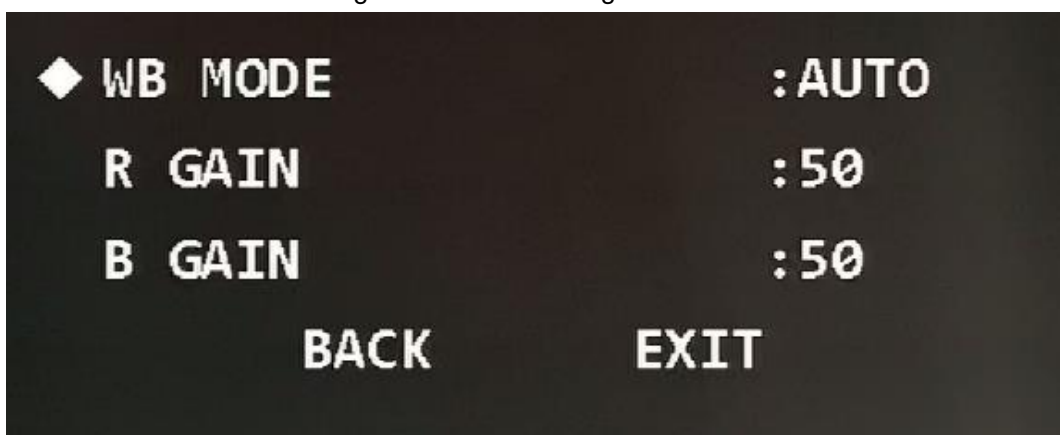 ◆ WB MODE :AUTO
R GAIN :50
B GAIN :50
BACK EXIT